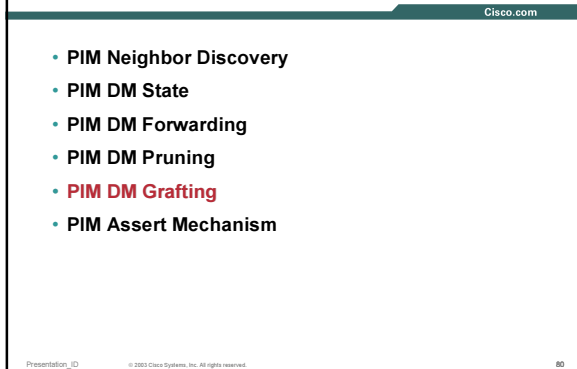 Cisco.com
• PIM Neighbor Discovery
• PIM DM State
• PIM DM Forwarding
• PIM DM Pruning
• PIM DM Grafting
• PIM Assert Mechanism
Presentation_ID © 2003 Cisco Systems, Inc. All rights reserved. 80